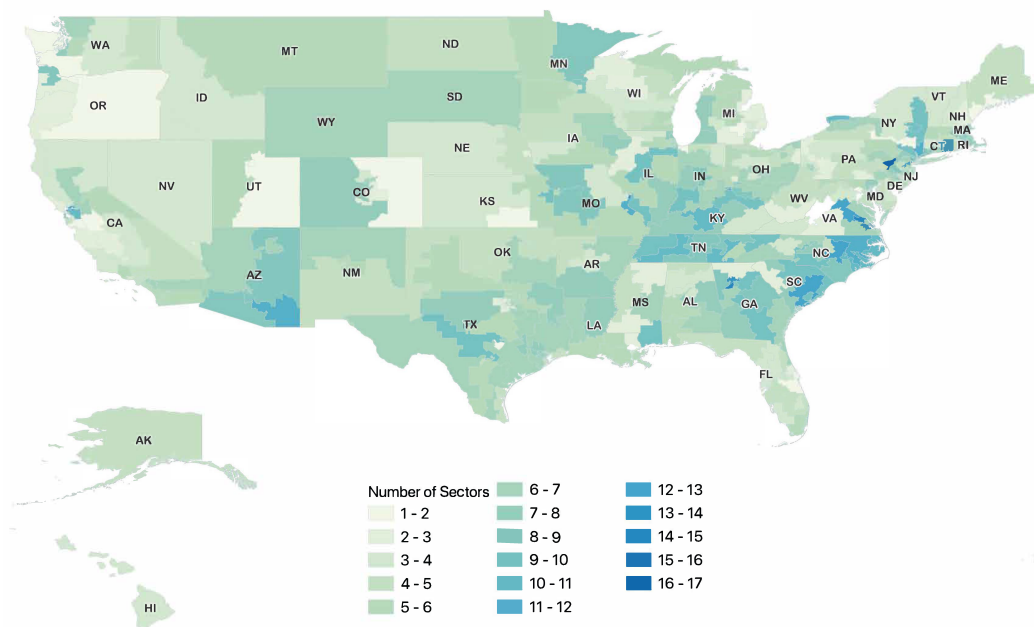 WA
MT
ND
MN
ME
OR
ID
WY
SD
WI
MI
VT
NH
NY
MA
CT
RI
NV
UT
CO
NE
IA
IL
IN
OH
PA
NJ
CA
KS
MO
KY
WV
VA
MD
DE
AZ
NM
OK
AR
TN
NC
SC
TX
LA
MS
AL
GA
FL
AK
HI
Number of Sectors
1 - 2
2 - 3
3 - 4
4 - 5
5 - 6
6 - 7
7 - 8
8 - 9
9 - 10
10 - 11
11 - 12
12 - 13
13 - 14
14 - 15
15 - 16
16 - 17